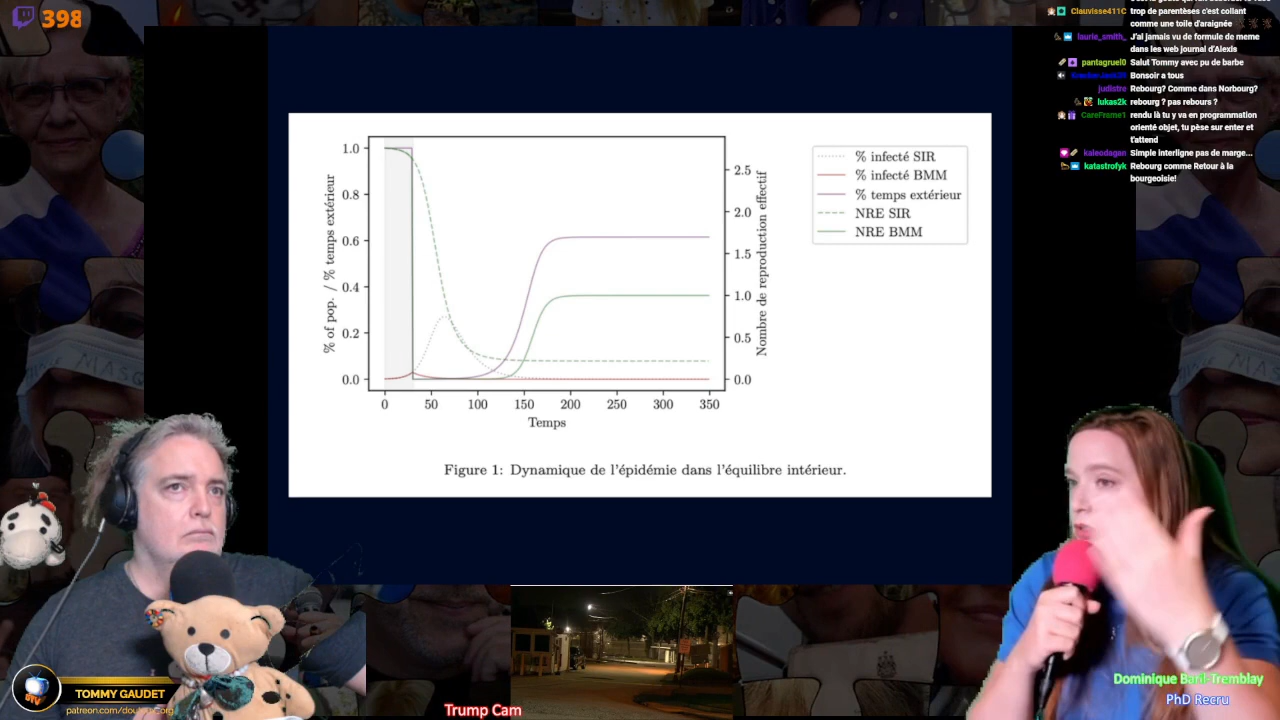 398
Clauvisse411C trop de parentèses c'est collant
comme une toile d'araignée
laurie_smith_ J'ai jamais vu de formule de meme
dans les web journal d'Alexis
pantagruel0 Salut Tommy avec pu de barbe
Bonsoir a tous
judistre Rebourg? Comme dans Norbourg?
lukas2k rebourg ? pas rebours ?
CareFrame1 rendu là tu y va en programmation
orienté objet, tu pèse sur enter et
t'attend
kaleodagan Simple interligne pas de marge...
katastrofyk Rebourg comme Retour à la
bourgeoisie!
% of pop. / % temps extérieur
1.0
0.8
0.6
0.4
0.2
0.0
2.5
2.0
1.5
1.0
0.5
0.0
Nombre de reproduction effectif
0 50 100 150 200 250 300 350
Temps
% infecté SIR
% infecté BMM
% temps extérieur
NRE SIR
NRE BMM
Figure 1: Dynamique de l'épidémie dans l'équilibre intérieur.
TOMMY GAUDET
Trump Cam
Dominique Baril-Tremblay
PhD Recru